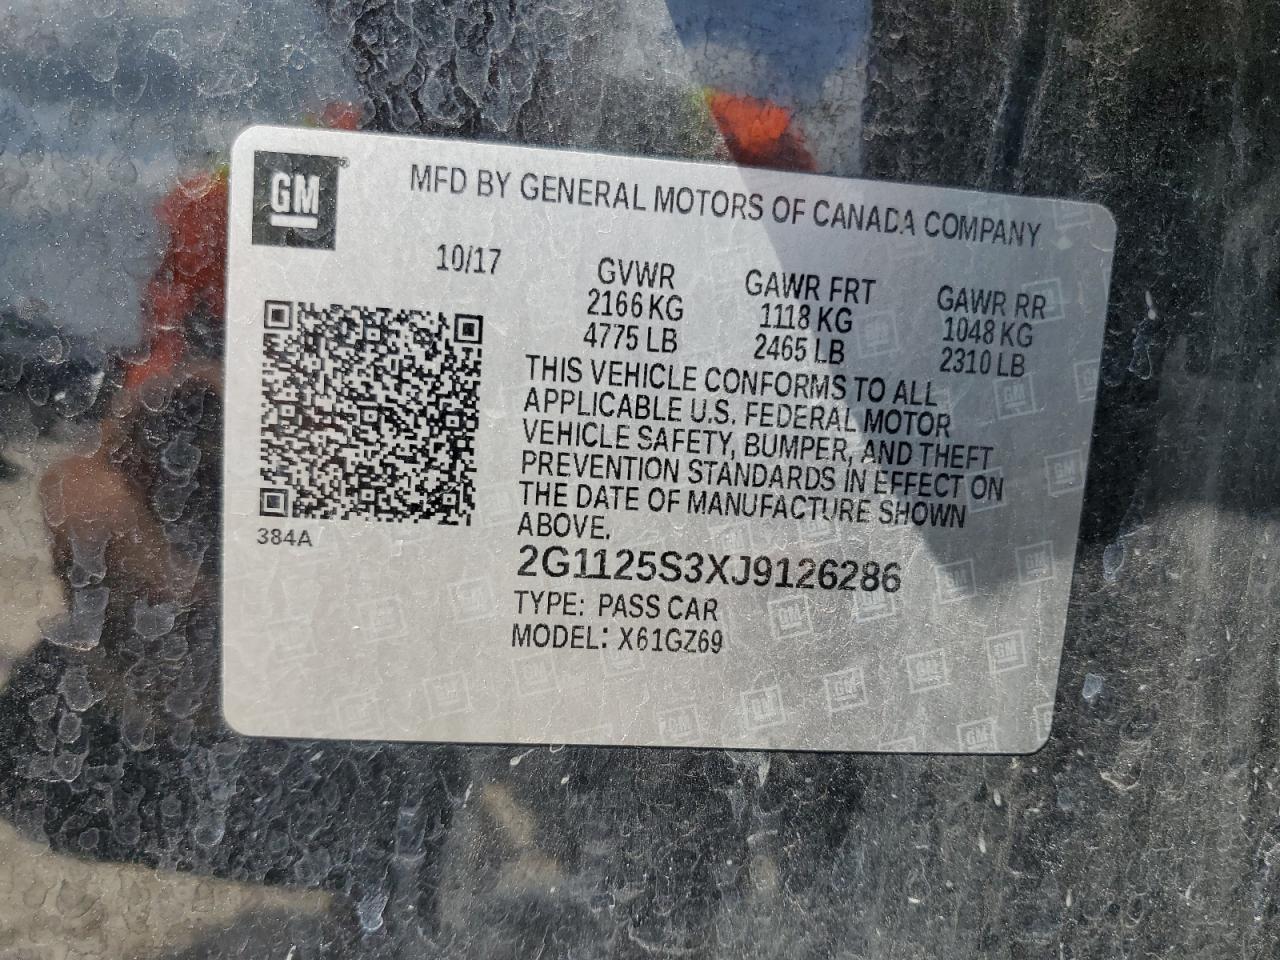 GM
MFD BY GENERAL MOTORS OF CANADA COMPANY
10/17
GVWR
2166 KG
4775 LB
GAWR FRT
1118 KG
2465 LB
GAWR RR
1048 KG
2310 LB
THIS VEHICLE CONFORMS TO ALL
APPLICABLE U.S. FEDERAL MOTOR
VEHICLE SAFETY, BUMPER, AND THEFT
PREVENTION STANDARDS IN EFFECT ON
THE DATE OF MANUFACTURE SHOWN
ABOVE.
384A
2G1125S3XJ9126286
TYPE: PASS CAR
MODEL: X61GZ69